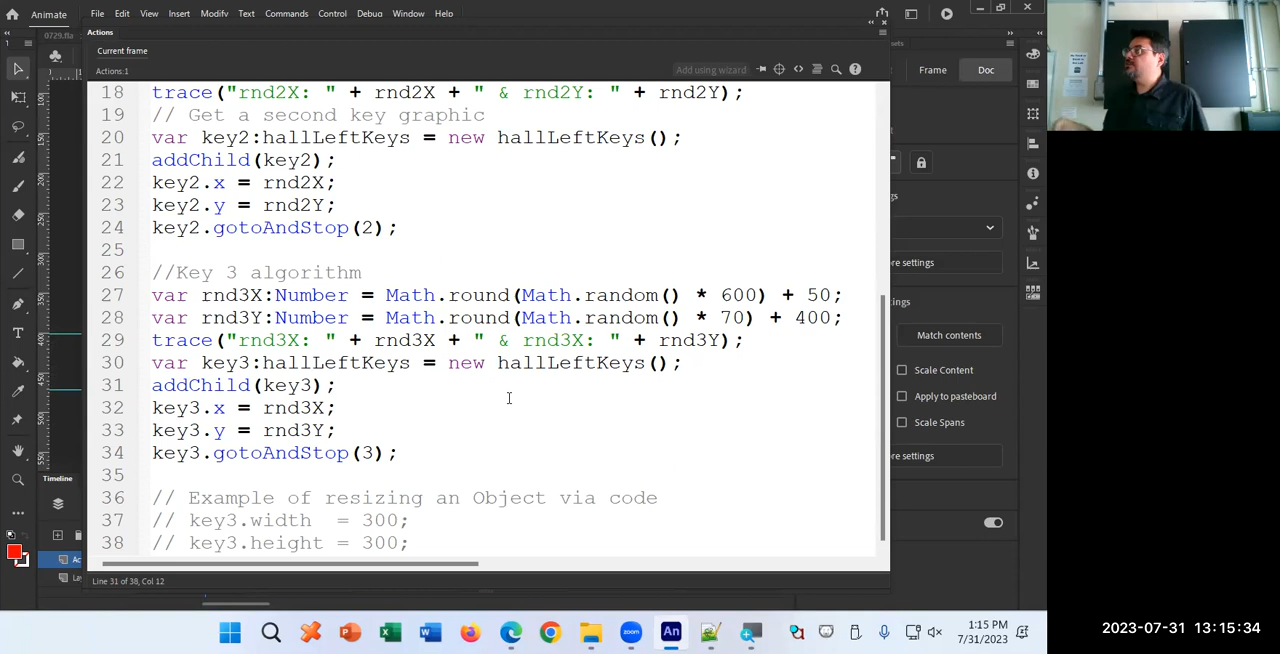 Animate File Edit View Insert Modify Text Commands Control Debug Window Help
Actions
0729.fla
Current frame
Actions:1
Add using wizard
Frame Doc
18 trace("rnd2X: " + rnd2X + " & rnd2Y: " + rnd2Y);
19 // Get a second key graphic
20 var key2:hallLeftKeys = new hallLeftKeys();
21 addChild(key2);
22 key2.x = rnd2X;
23 key2.y = rnd2Y;
24 key2.gotoAndStop(2);
25
26 //Key 3 algorithm
27 var rnd3X:Number = Math.round(Math.random() * 600) + 50;
28 var rnd3Y:Number = Math.round(Math.random() * 70) + 400;
29 trace("rnd3X: " + rnd3X + " & rnd3X: " + rnd3Y);
30 var key3:hallLeftKeys = new hallLeftKeys();
31 addChild(key3);
32 key3.x = rnd3X;
33 key3.y = rnd3Y;
34 key3.gotoAndStop(3);
35
36 // Example of resizing an Object via code
37 // key3.width  = 300;
38 // key3.height = 300;
Line 31 of 38, Col 12
Timeline
ore settings
Match contents
Scale Content
Apply to pasteboard
Scale Spans
ore settings
zoom
An
1:15 PM
7/31/2023
2023-07-31 13:15:34